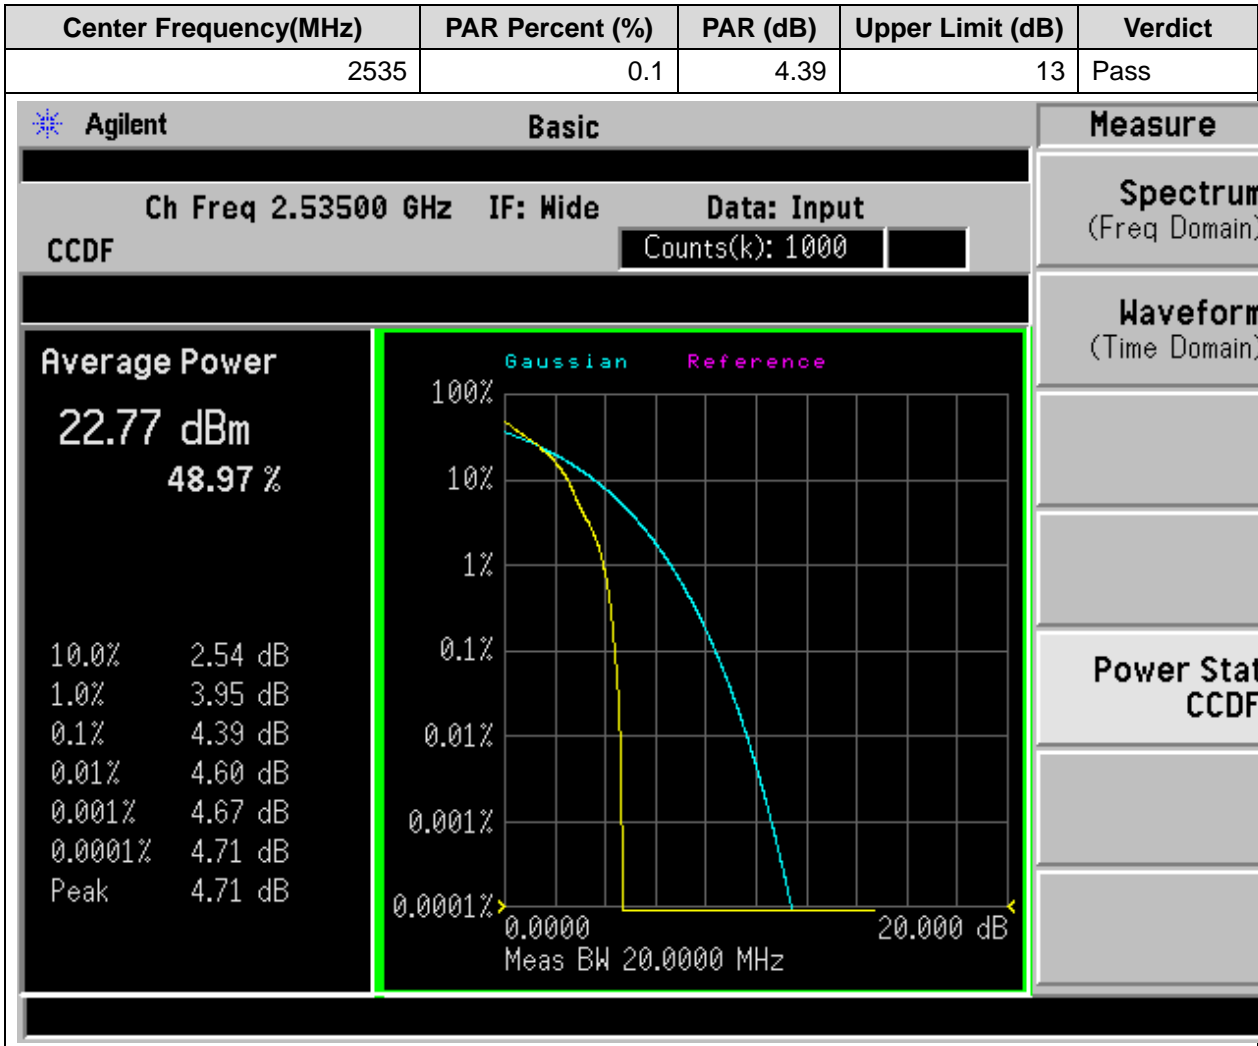 Center Frequency(MHz) PAR Percent (%) PAR (dB) Upper Limit (dB) Verdict
2535 0.1 4.39 13 Pass
Agilent Basic Measure
Ch Freq 2.53500 GHz IF: Wide Data: Input
CCDF Counts(k): 1000
Spectrum
(Freq Domain)
Waveform
(Time Domain)
Power Stat
CCDF
Average Power
22.77 dBm
48.97 %
10.0% 2.54 dB
1.0% 3.95 dB
0.1% 4.39 dB
0.01% 4.60 dB
0.001% 4.67 dB
0.0001% 4.71 dB
Peak 4.71 dB
Gaussian Reference
100%
10%
1%
0.1%
0.01%
0.001%
0.0001%
0.0000 20.000 dB
Meas BW 20.0000 MHz